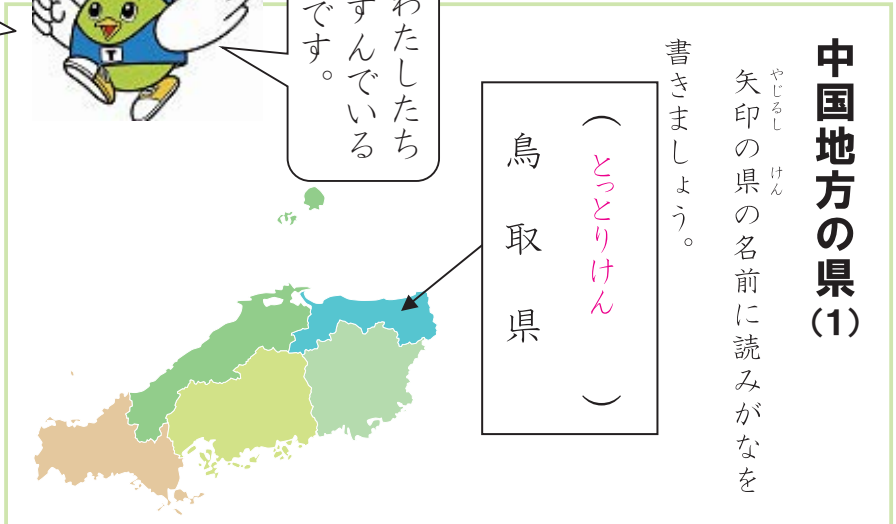 中国地方の県(1)
矢印の県の名前に読みがなを
やじるし
けん
書きましょう。
(とっとりけん)
鳥取県
わたしたち
すんでいる
です。
T